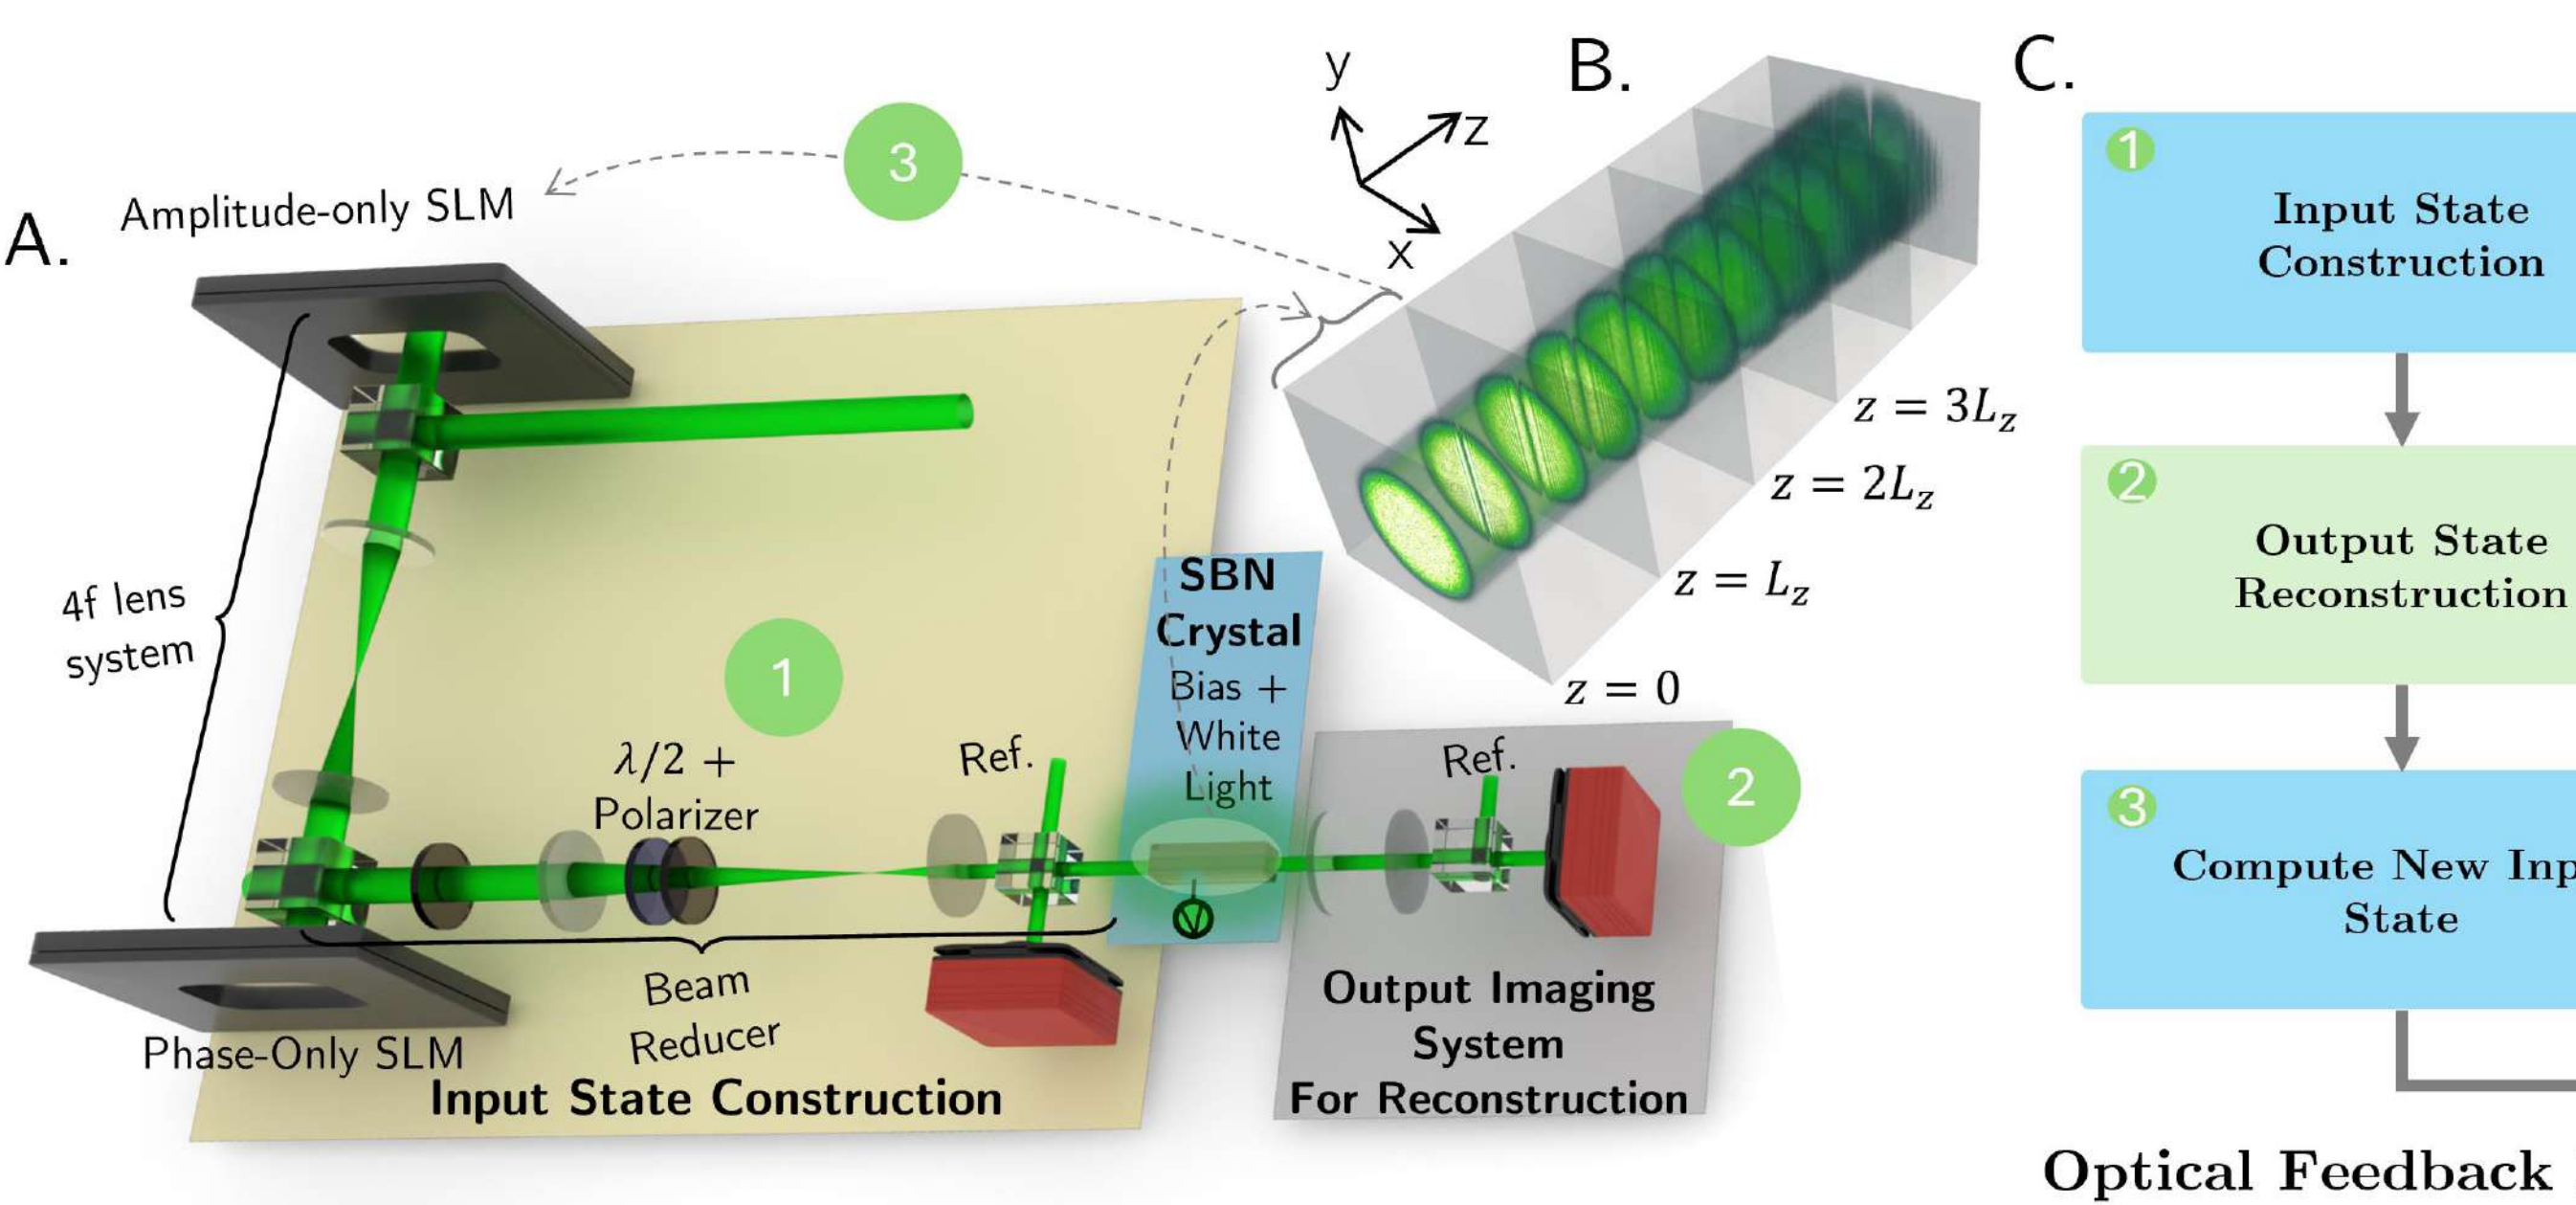 A.
Amplitude-only SLM
3
4f lens
system
1
λ/2 +
Polarizer
Ref.
Beam
Reducer
Phase-Only SLM
Input State Construction
SBN
Crystal
Bias +
White
Light
V
Ref.
2
Output Imaging
System
For Reconstruction
B.
y
z
x
z = 3L_z
z = 2L_z
z = L_z
z = 0
C.
1
Input State
Construction
2
Output State
Reconstruction
3
Compute New Inp
State
Optical Feedback